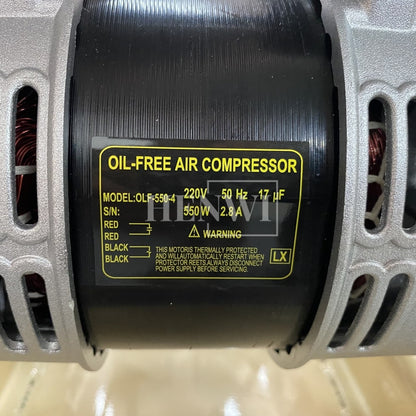 OIL-FREE AIR COMPRESSOR
MODEL:OLF-550-4 220V 50 Hz 17 µF
S/N: 550W 2.8 A
HENWI
RED
RED ⚠ WARNING
BLACK THIS MOTORIS THERMALLY PROTECTED
AND WILLAUTOMATICALLY RESTART WHEN
BLACK PROTECTOR REETS.ALWAYS DISCONNECT
POWER SUPPLY BEFORE SERVICING.
LX